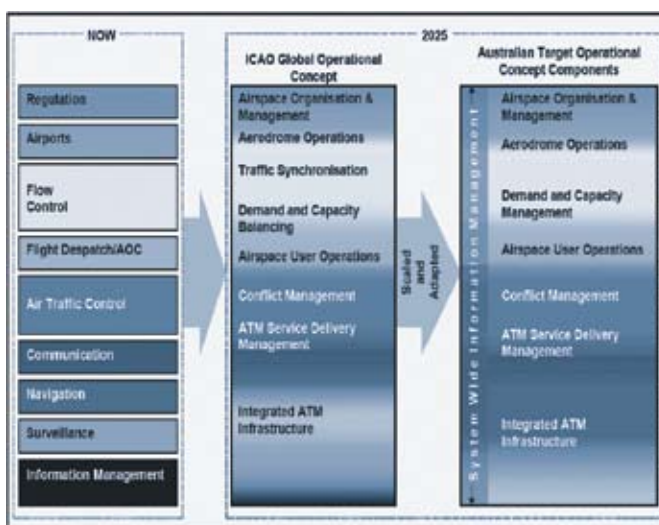 NOW
2025
ICAO Global Operational
Concept
Australian Target Operational
Concept Components
Regulation
Airports
Flow
Control
Flight Despatch/AOC
Air Traffic Control
Communication
Navigation
Surveillance
Information Management
Airspace Organisation &
Management
Aerodrome Operations
Traffic Synchronisation
Demand and Capacity
Balancing
Airspace User Operations
Conflict Management
ATM Service Delivery
Management
Integrated ATM
Infrastructure
Scaled
and
Adapted
System Wide Information Management
Airspace Organisation &
Management
Aerodrome Operations
Demand and Capacity
Management
Airspace User Operations
Conflict Management
ATM Service Delivery
Management
Integrated ATM
Infrastructure